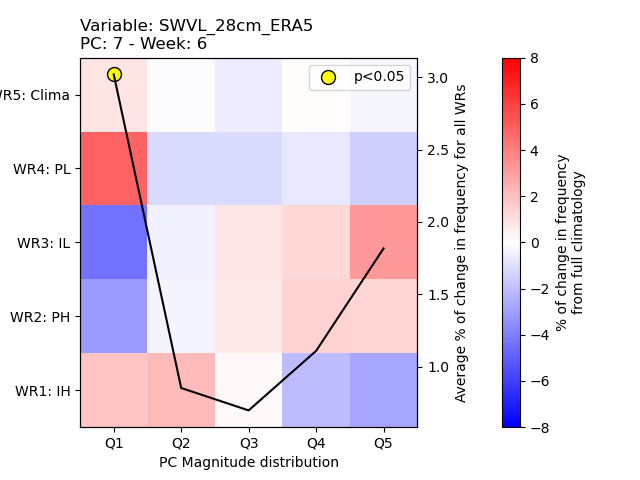 Variable: SWVL_28cm_ERA5
PC: 7 - Week: 6
p<0.05
WR5: Clima
WR4: PL
WR3: IL
WR2: PH
WR1: IH
Q1 Q2 Q3 Q4 Q5
PC Magnitude distribution
3.0
2.5
2.0
1.5
1.0
Average % of change in frequency for all WRs
8
6
4
2
0
−2
−4
−6
−8
% of change in frequency
from full climatology